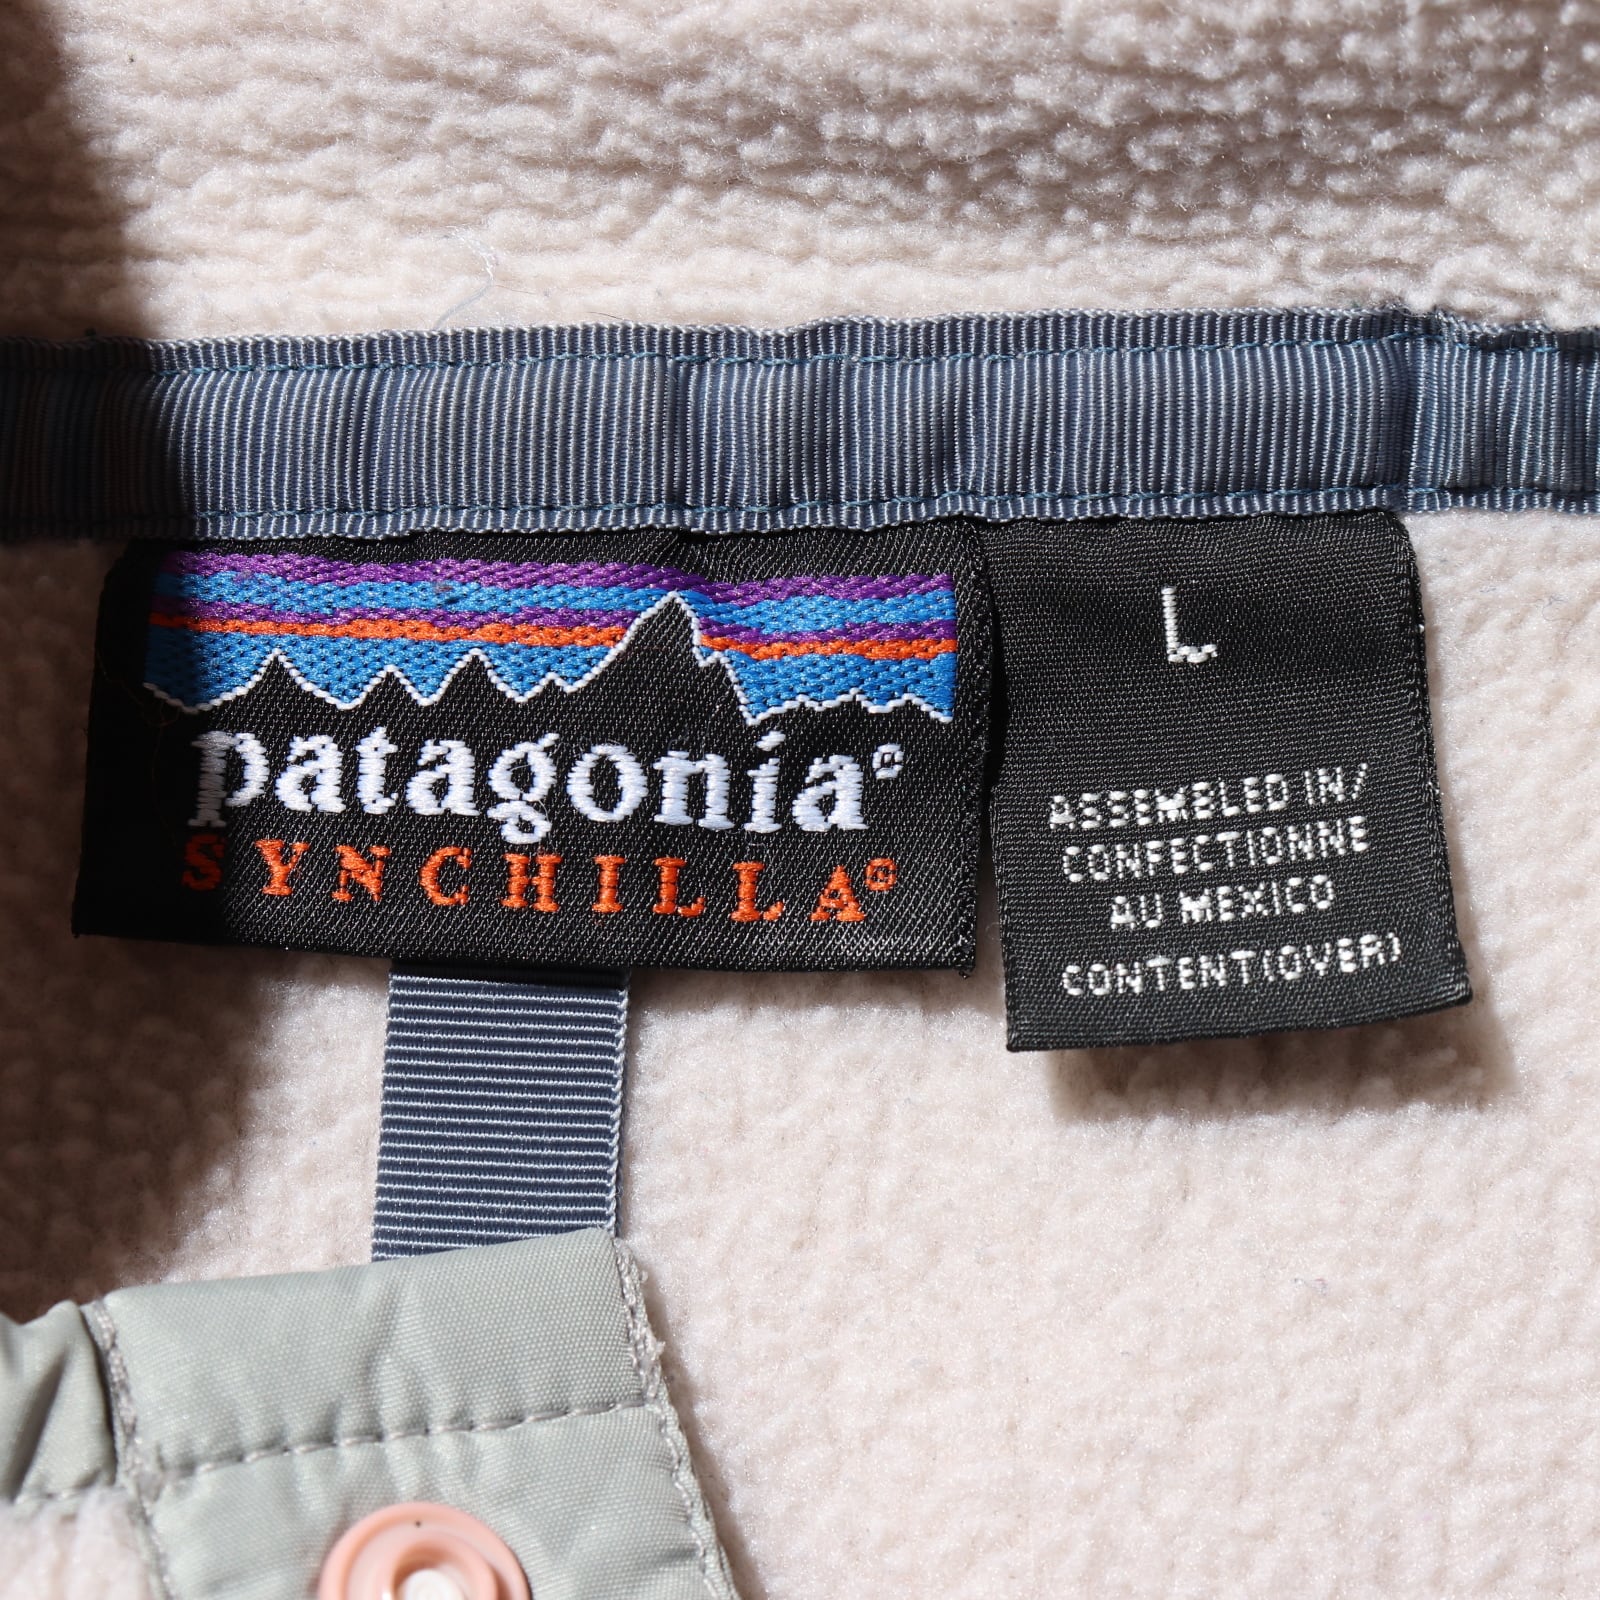 patagonia®
SYNCHILLA®
L
ASSEMBLED IN/
CONFECTIONNE
AU MEXICO
CONTENT(OVER)